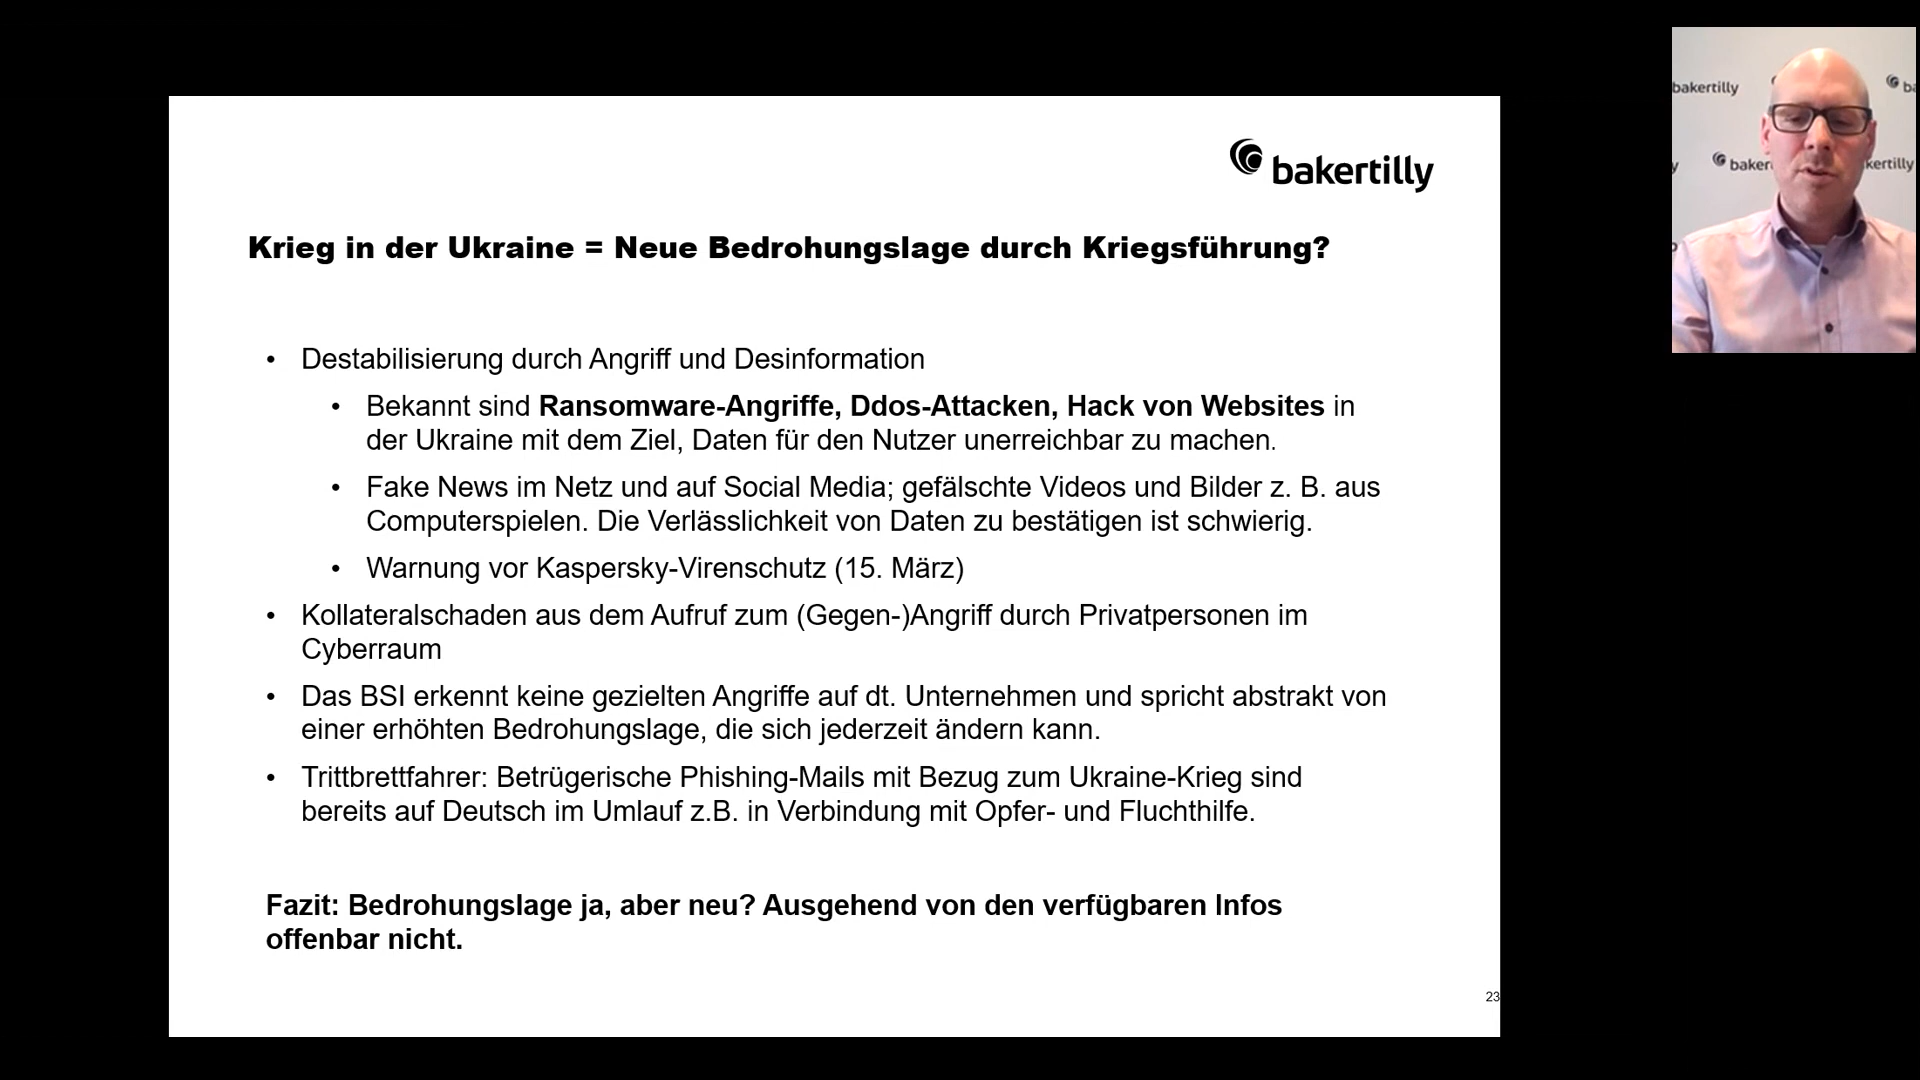 bakertilly
Krieg in der Ukraine = Neue Bedrohungslage durch Kriegsführung?
• Destabilisierung durch Angriff und Desinformation
• Bekannt sind Ransomware-Angriffe, Ddos-Attacken, Hack von Websites in
der Ukraine mit dem Ziel, Daten für den Nutzer unerreichbar zu machen.
• Fake News im Netz und auf Social Media; gefälschte Videos und Bilder z. B. aus
Computerspielen. Die Verlässlichkeit von Daten zu bestätigen ist schwierig.
• Warnung vor Kaspersky-Virenschutz (15. März)
• Kollateralschaden aus dem Aufruf zum (Gegen-)Angriff durch Privatpersonen im
Cyberraum
• Das BSI erkennt keine gezielten Angriffe auf dt. Unternehmen und spricht abstrakt von
einer erhöhten Bedrohungslage, die sich jederzeit ändern kann.
• Trittbrettfahrer: Betrügerische Phishing-Mails mit Bezug zum Ukraine-Krieg sind
bereits auf Deutsch im Umlauf z.B. in Verbindung mit Opfer- und Fluchthilfe.
Fazit: Bedrohungslage ja, aber neu? Ausgehend von den verfügbaren Infos
offenbar nicht.
23
bakertilly ba
baker kertilly